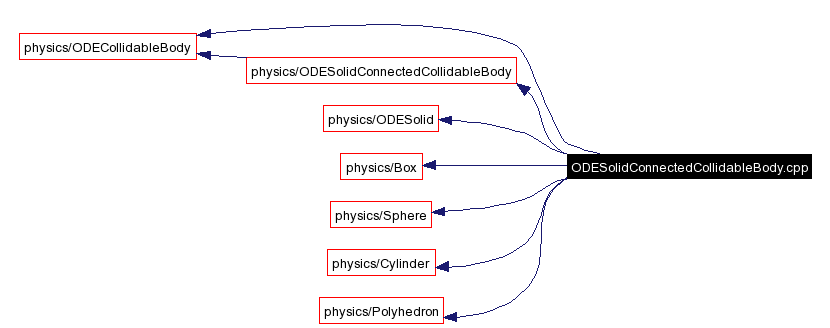 physics/ODECollidableBody
physics/ODESolidConnectedCollidableBody
physics/ODESolid
physics/Box
ODESolidConnectedCollidableBody.cpp
physics/Sphere
physics/Cylinder
physics/Polyhedron